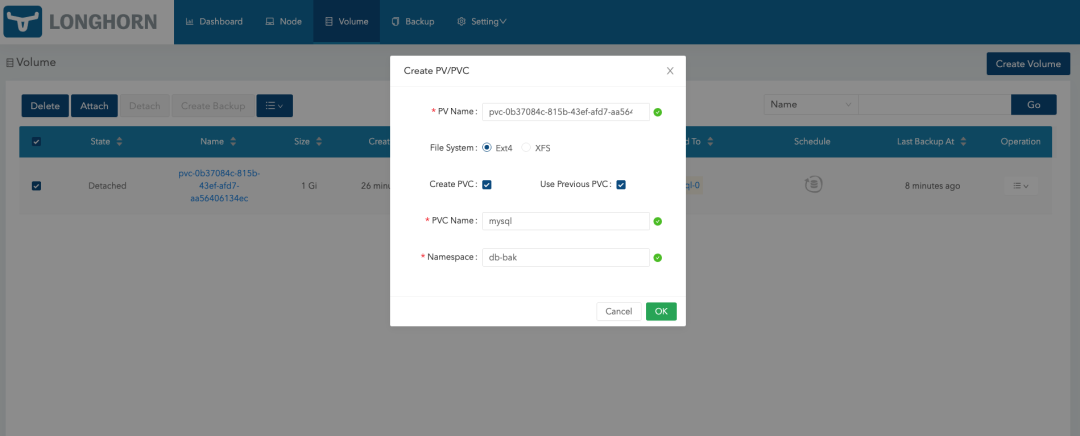 LONGHORN
Dashboard
Node
Volume
Backup
Setting
Volume
Create Volume
Create PV/PVC
Delete
Attach
Detach
Create Backup
Name
Go
* PV Name :
pvc-0b37084c-815b-43ef-afd7-aa564
State
Name
Size
Creat
d To
Schedule
Last Backup At
Operation
File System :
Ext4
XFS
Detached
pvc-0b37084c-815b-
43ef-afd7-
aa56406134ec
1 Gi
26 minu
ql-0
8 minutes ago
Create PVC :
Use Previous PVC :
* PVC Name :
mysql
* Namespace :
db-bak
Cancel
OK